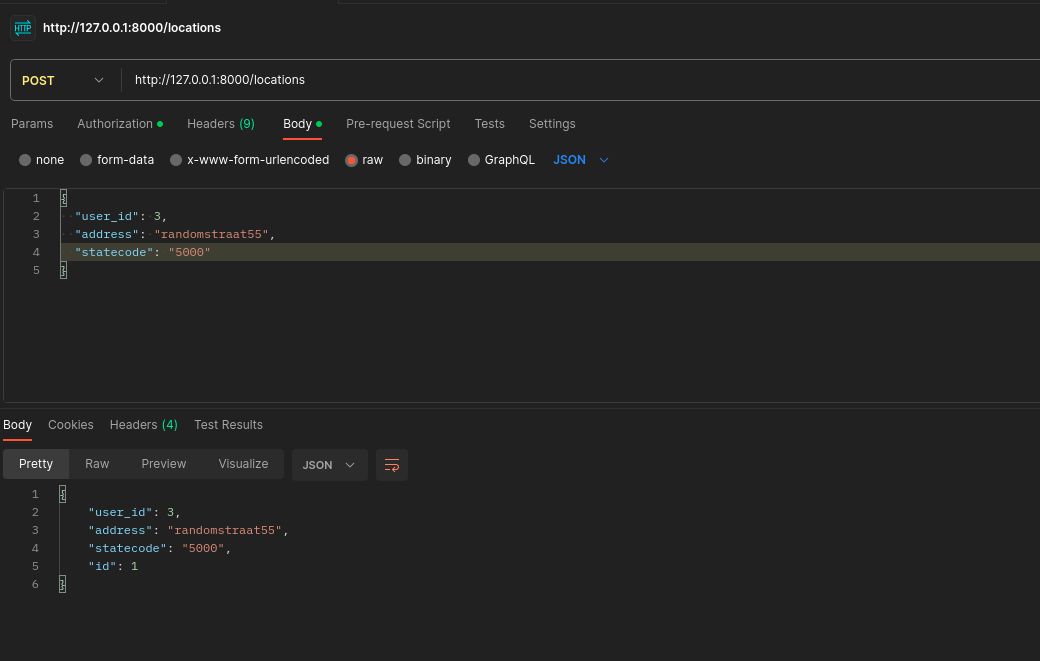 HTTP http://127.0.0.1:8000/locations
POST http://127.0.0.1:8000/locations
Params Authorization Headers (9) Body Pre-request Script Tests Settings
none form-data x-www-form-urlencoded raw binary GraphQL JSON
1 {
2 "user_id": 3,
3 "address": "randomstraat55",
4 "statecode": "5000"
5 }
Body Cookies Headers (4) Test Results
Pretty Raw Preview Visualize JSON
1 {
2 "user_id": 3,
3 "address": "randomstraat55",
4 "statecode": "5000",
5 "id": 1
6 }